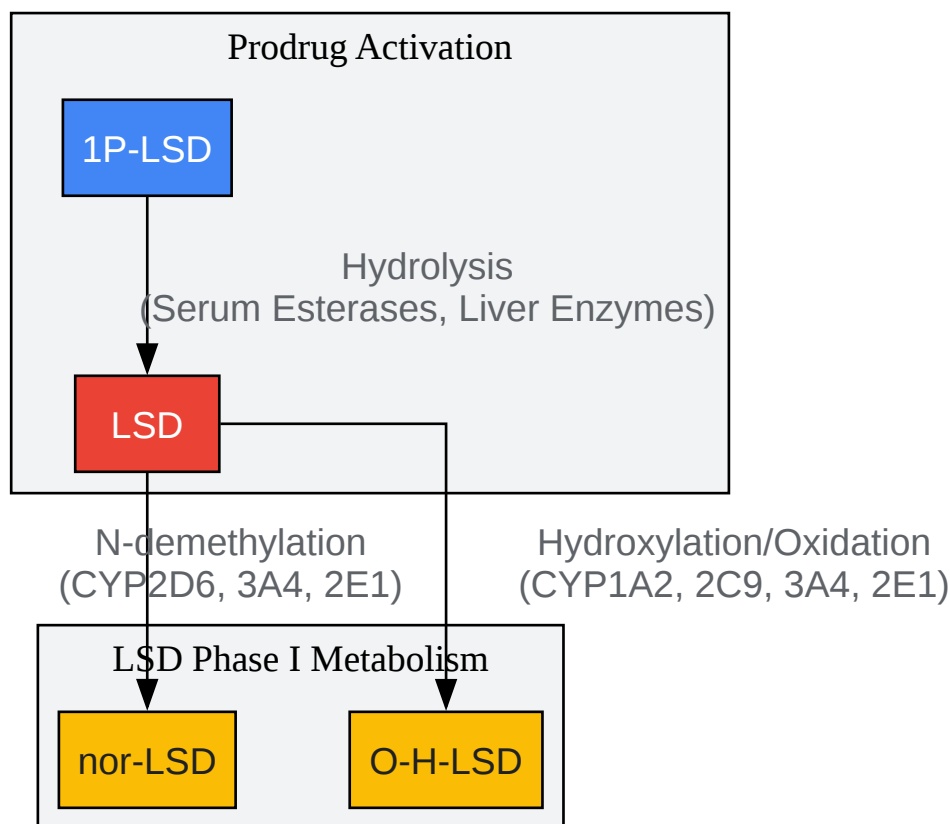 Prodrug Activation
1P-LSD
Hydrolysis
(Serum Esterases, Liver Enzymes)
LSD
N-demethylation
(CYP2D6, 3A4, 2E1)
Hydroxylation/Oxidation
(CYP1A2, 2C9, 3A4, 2E1)
LSD Phase I Metabolism
nor-LSD
O-H-LSD